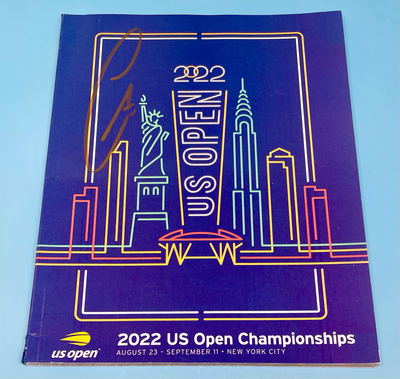 2022
US OPEN
us open
2022 US Open Championships
AUGUST 23 - SEPTEMBER 11 • NEW YORK CITY